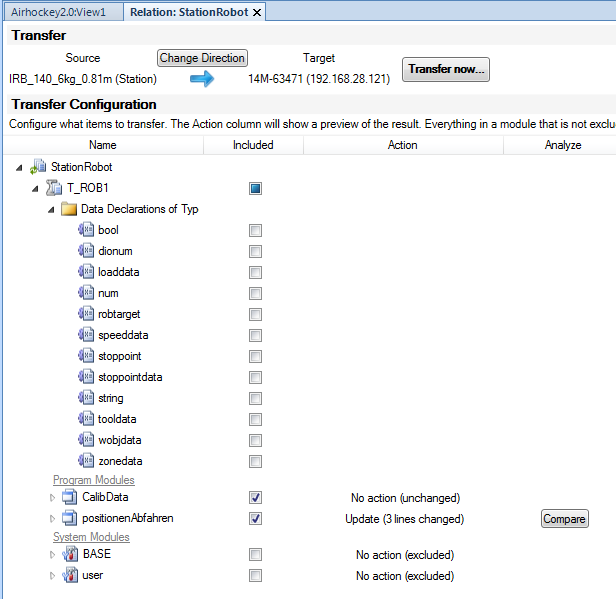 Airhockey2.0:View1 Relation: StationRobot
Transfer
Source Change Direction Target
IRB_140_6kg_0.81m (Station) 14M-63471 (192.168.28.121) Transfer now...
Transfer Configuration
Configure what items to transfer. The Action column will show a preview of the result. Everything in a module that is not exclu
Name Included Action Analyze
StationRobot
T_ROB1
Data Declarations of Typ
bool
dionum
loaddata
num
robtarget
speeddata
stoppoint
stoppointdata
string
tooldata
wobjdata
zonedata
Program Modules
CalibData No action (unchanged)
positionenAbfahren Update (3 lines changed) Compare
System Modules
BASE No action (excluded)
user No action (excluded)